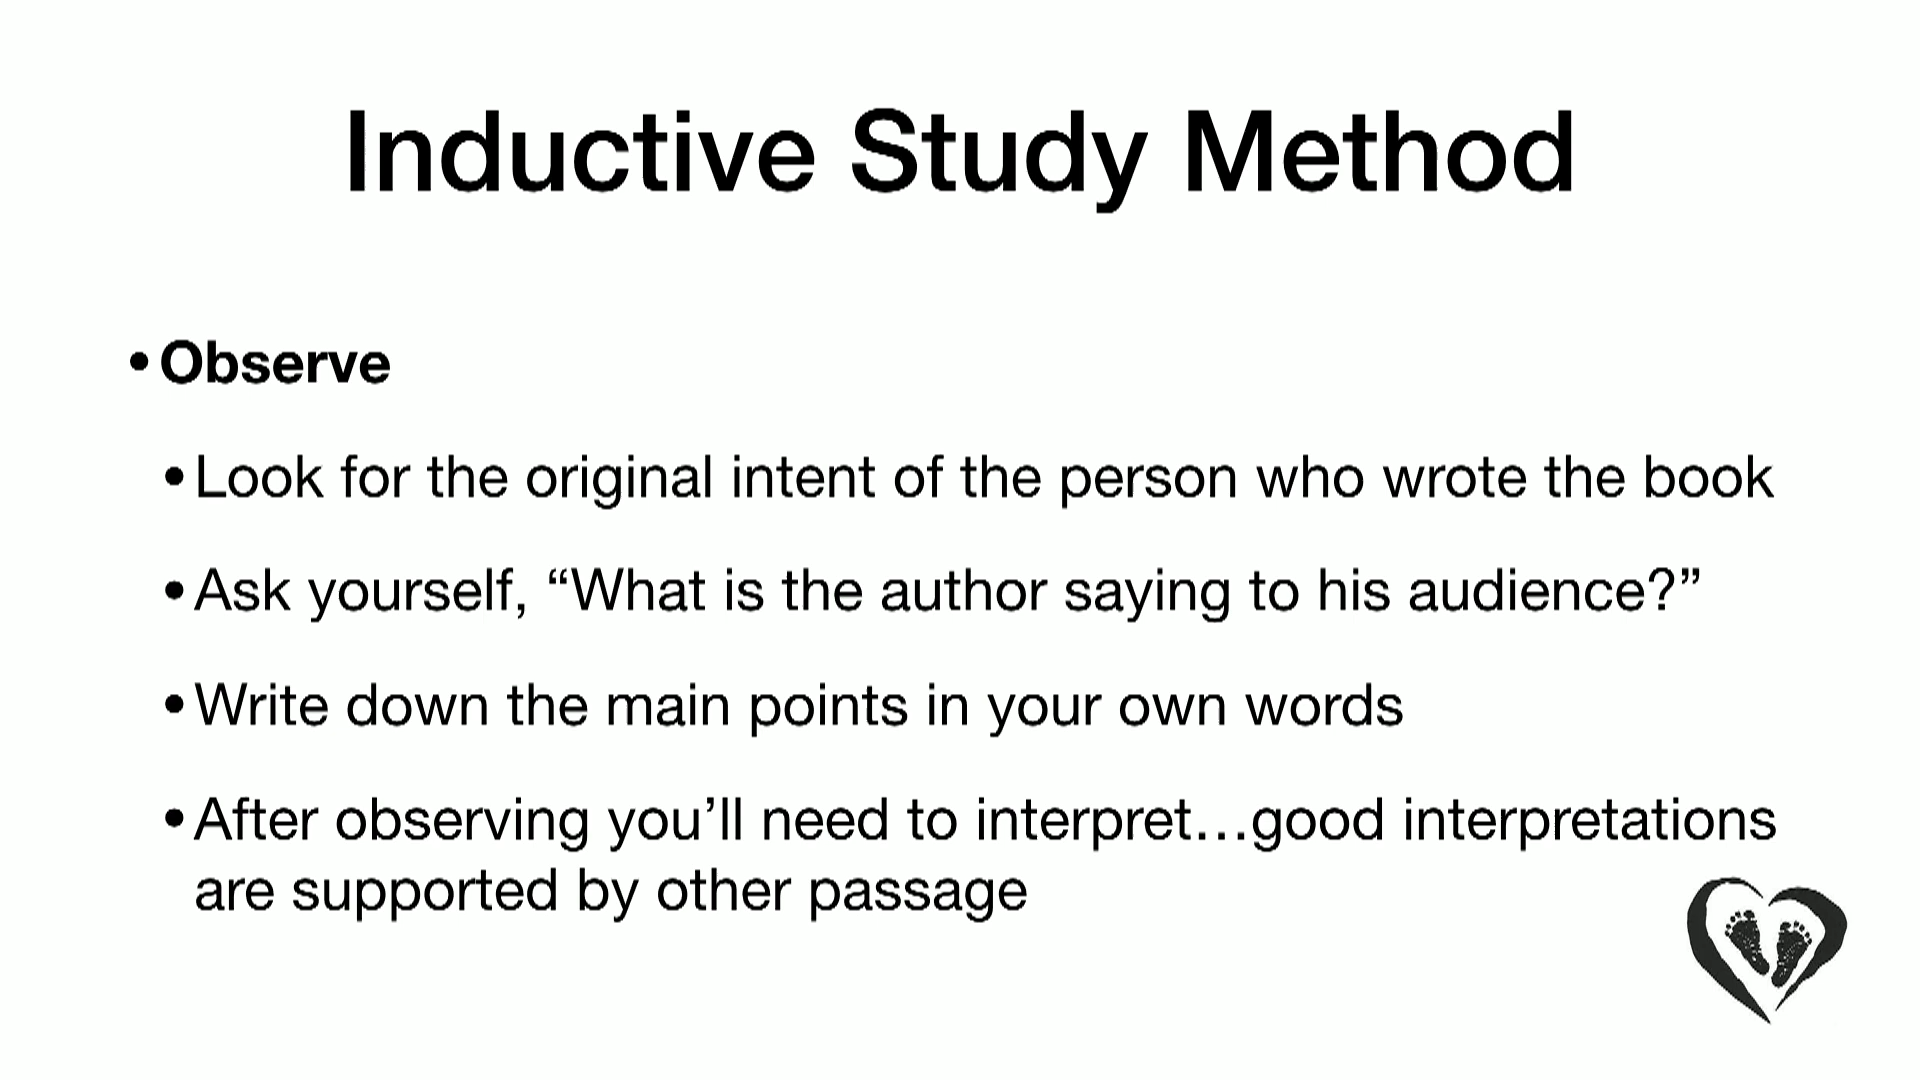 Inductive Study Method
•Observe
•Look for the original intent of the person who wrote the book
•Ask yourself, “What is the author saying to his audience?”
•Write down the main points in your own words
•After observing you’ll need to interpret…good interpretations
are supported by other passage